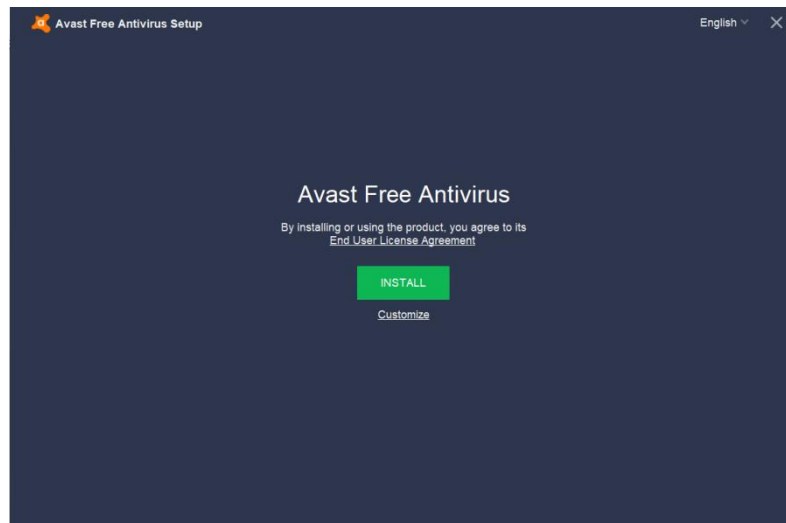 Avast Free Antivirus Setup
English
Avast Free Antivirus
By installing or using the product, you agree to its
End User License Agreement
INSTALL
Customize